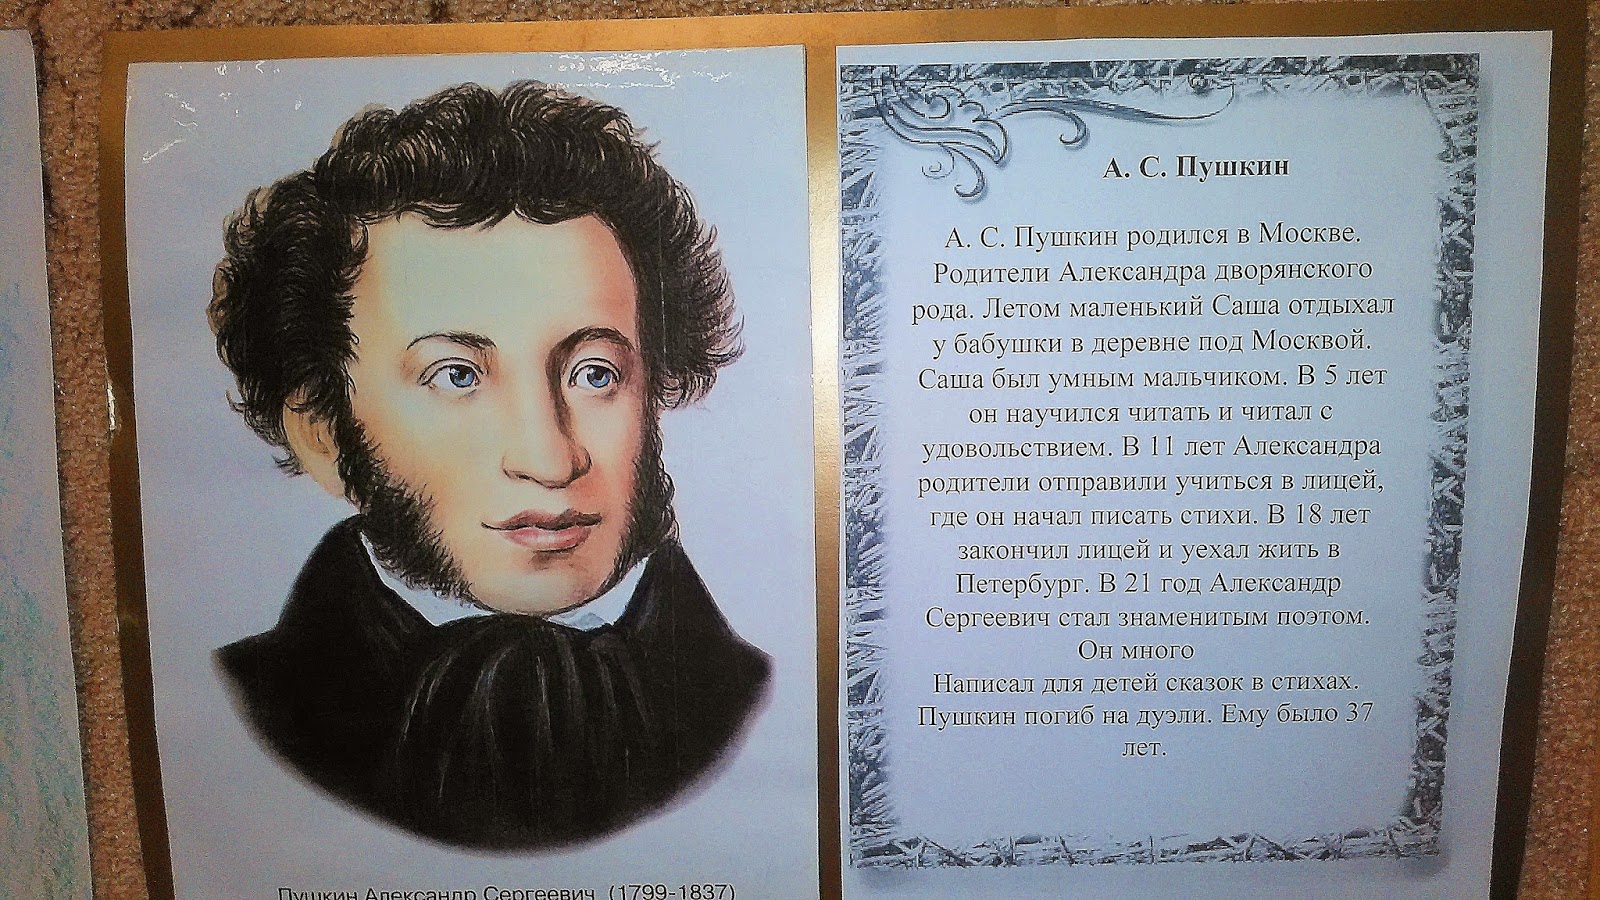 Пушкин Александр Сергеевич (1799-1837)
А. С. Пушкин
А. С. Пушкин родился в Москве.
Родители Александра дворянского
рода. Летом маленький Саша отдыхал
у бабушки в деревне под Москвой.
Саша был умным мальчиком. В 5 лет
он научился читать и читал с
удовольствием. В 11 лет Александра
родители отправили учиться в лицей,
где он начал писать стихи. В 18 лет
закончил лицей и уехал жить в
Петербург. В 21 год Александр
Сергеевич стал знаменитым поэтом.
Он много
Написал для детей сказок в стихах.
Пушкин погиб на дуэли. Ему было 37
лет.